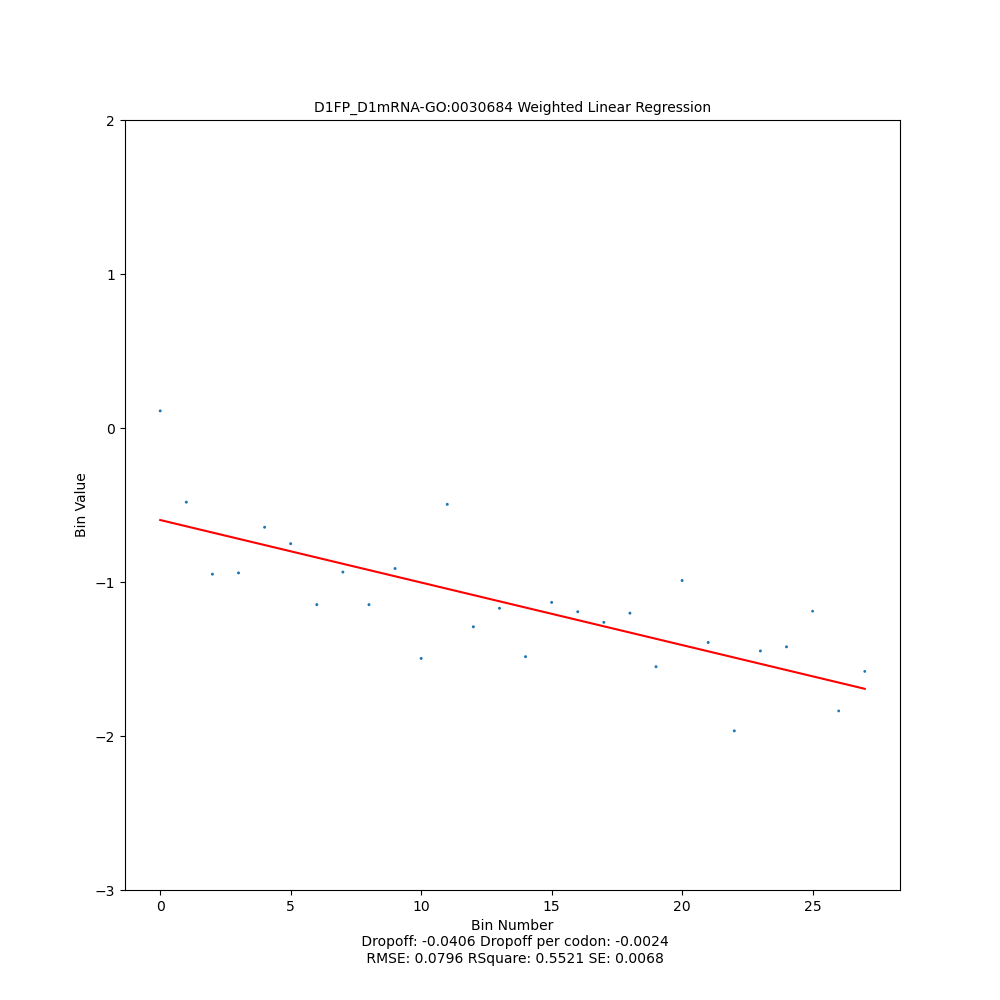 D1FP_D1mRNA-GO:0030684 Weighted Linear Regression
2
1
0
−1
−2
−3
Bin Value
0 5 10 15 20 25
Bin Number
Dropoff: -0.0406 Dropoff per codon: -0.0024
RMSE: 0.0796 RSquare: 0.5521 SE: 0.0068